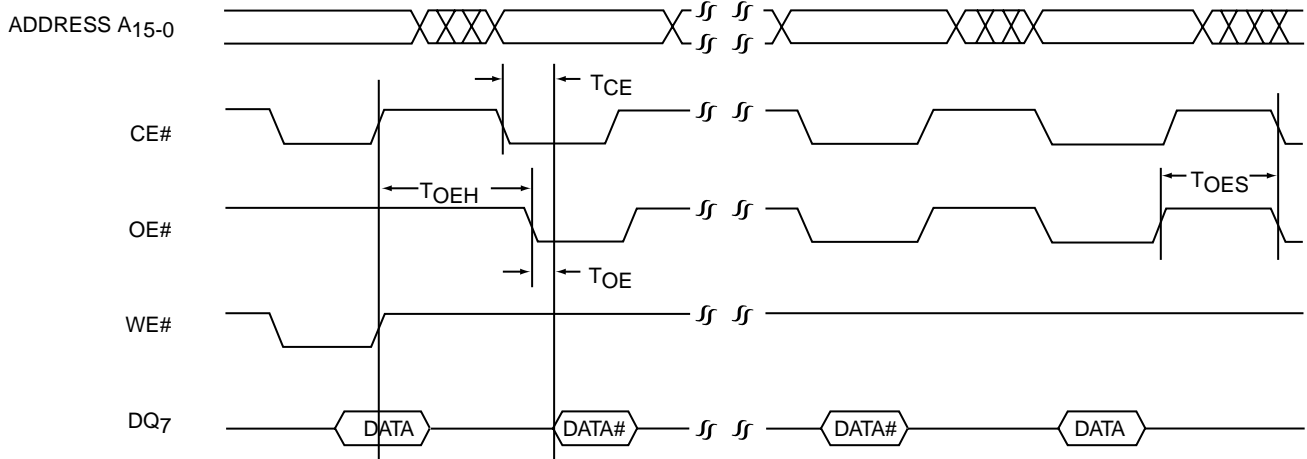 ADDRESS A15-0
TCE
CE#
TOEH
TOES
OE#
TOE
WE#
DQ7
DATA
DATA#
DATA#
DATA